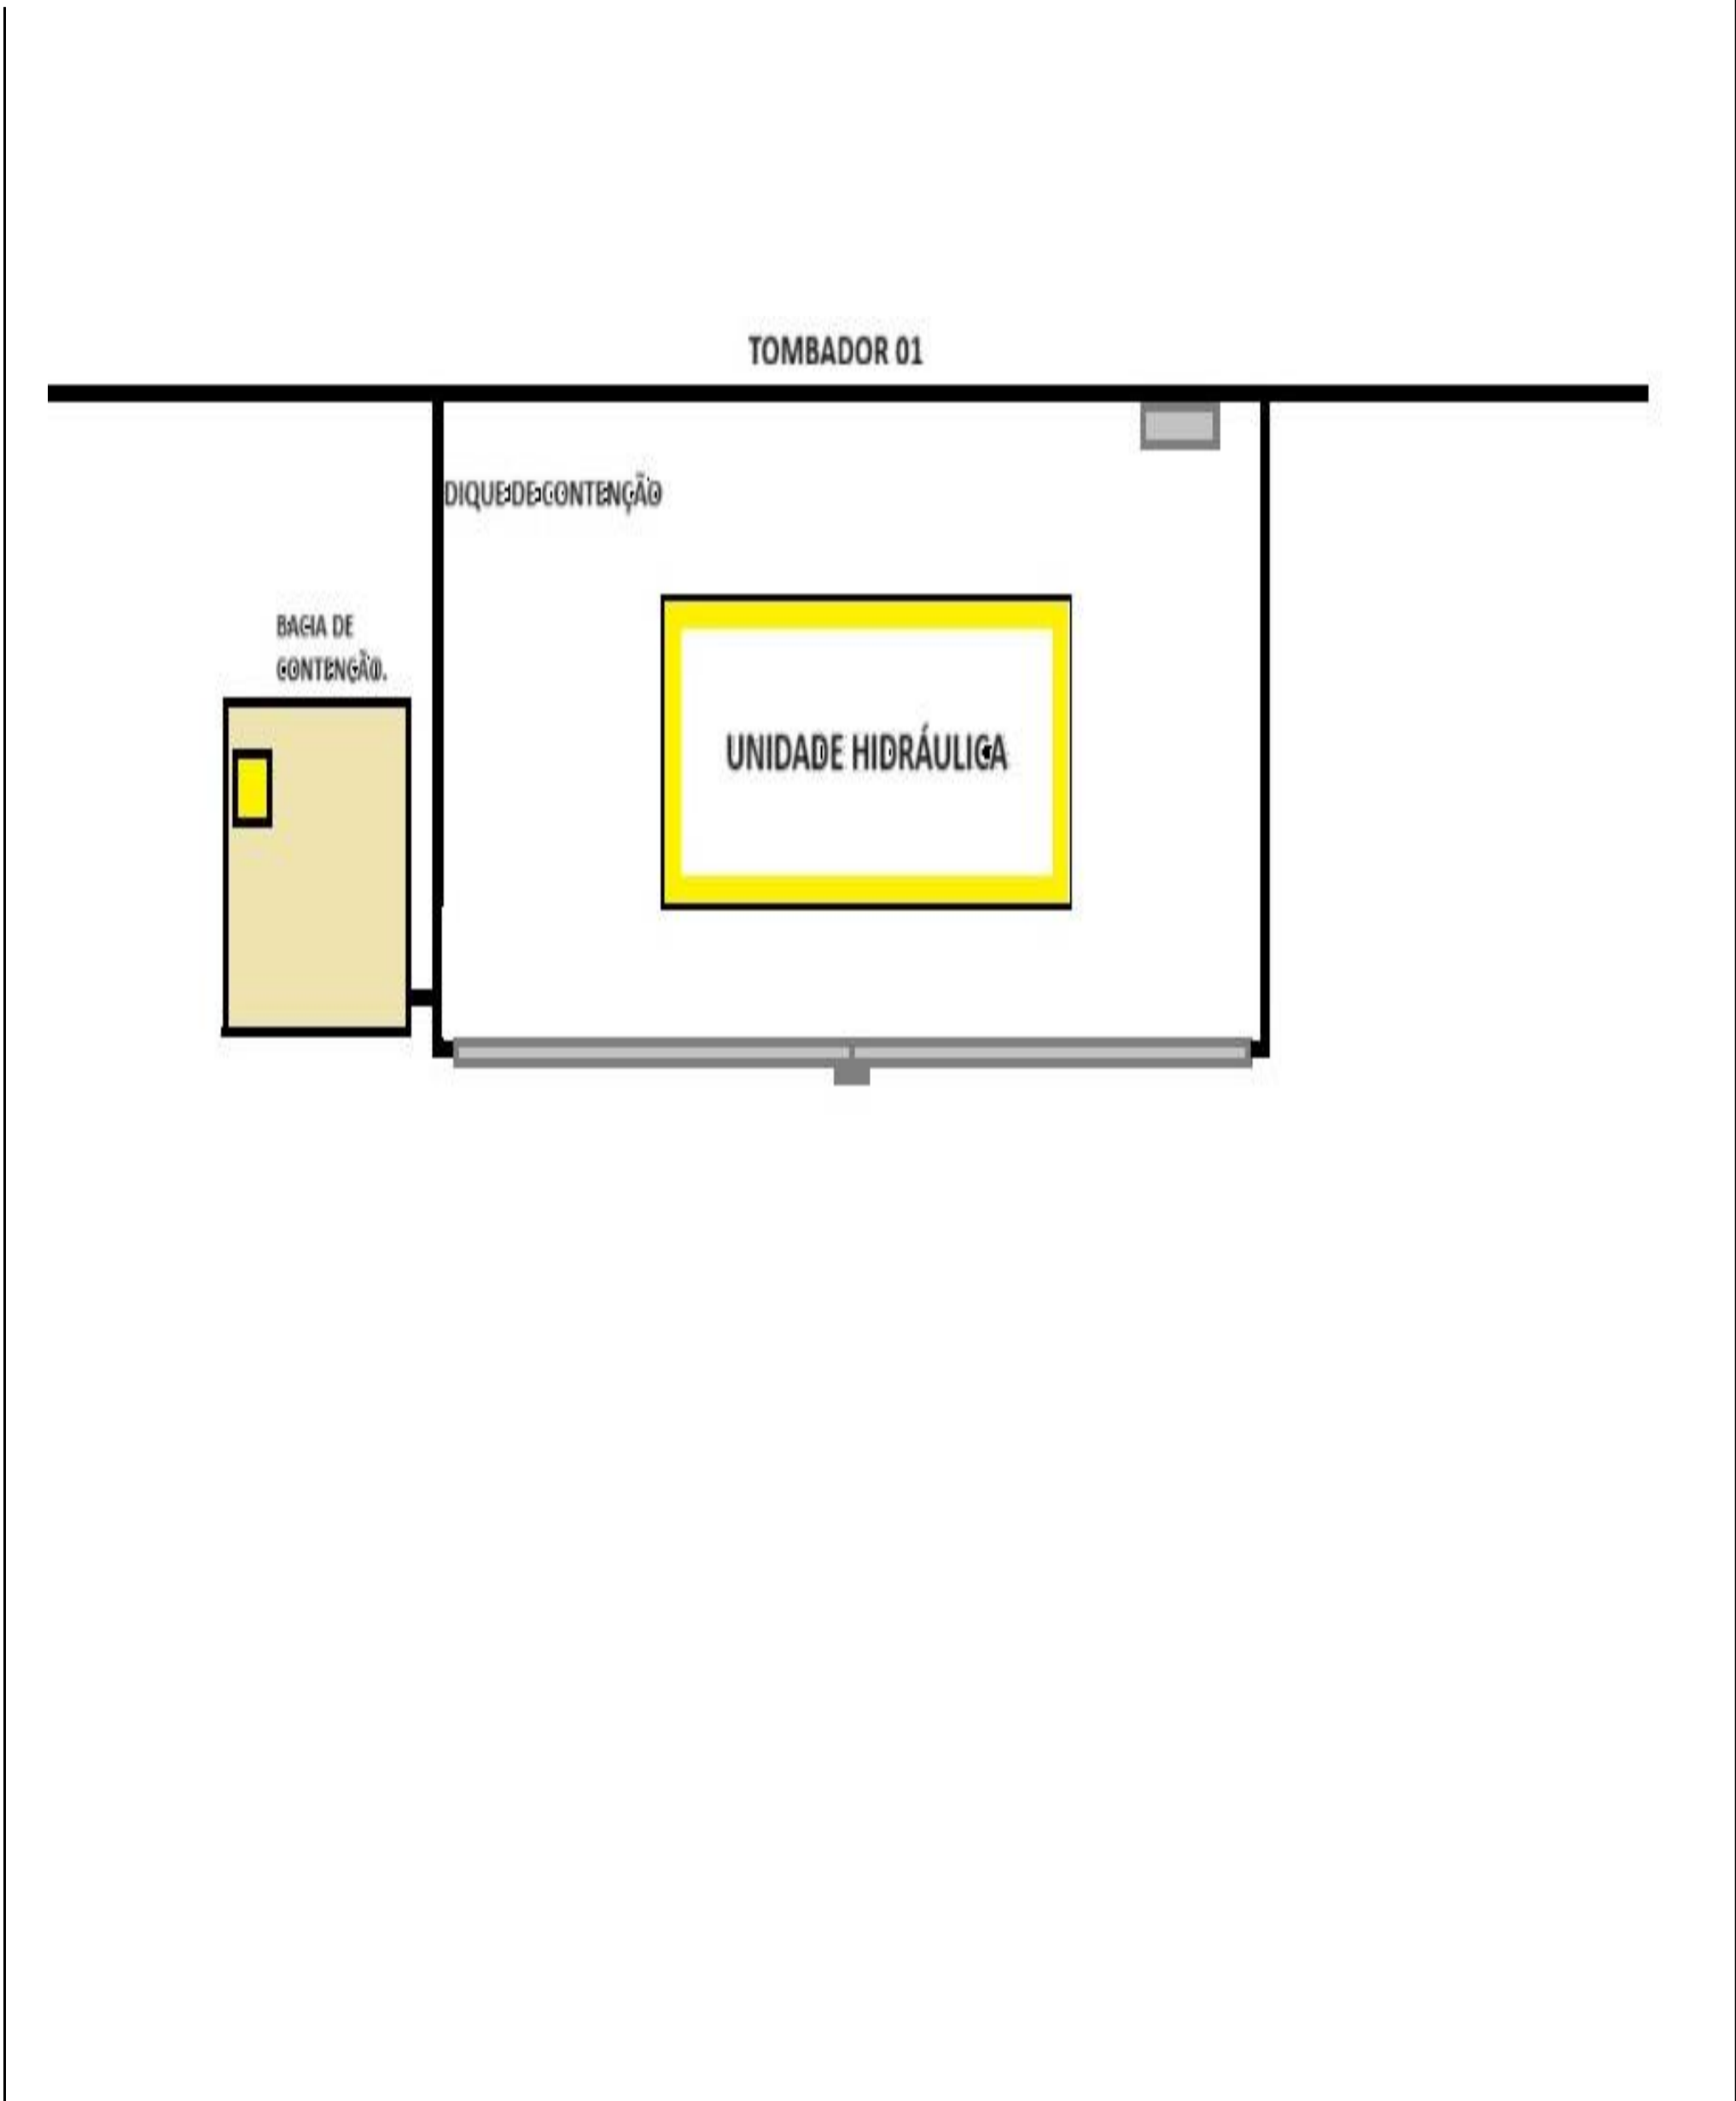 TOMBADOR 01
DIQUE DE CONTENÇÃO
BACIA DE
CONTENÇÃO.
UNIDADE HIDRÁULICA